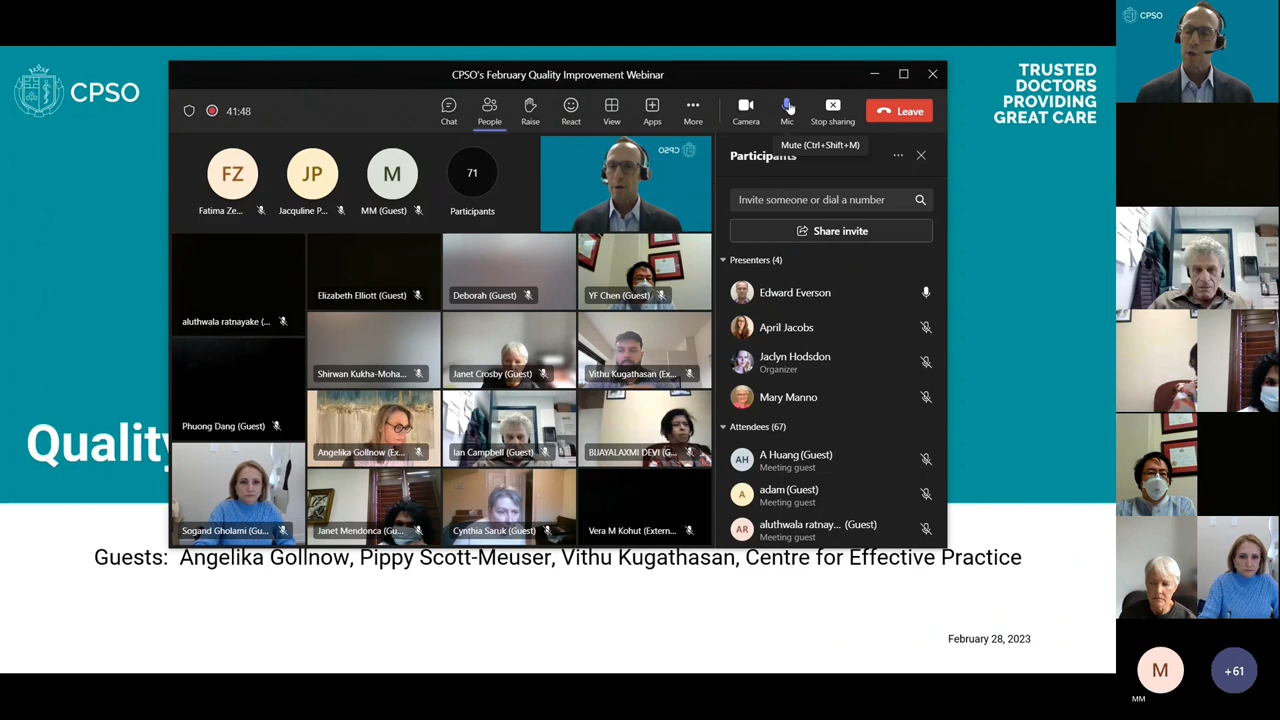 CPSO
TRUSTED
DOCTORS
PROVIDING
GREAT CARE
CPSO's February Quality Improvement Webinar
41:48
Chat
People
Raise
React
View
Apps
More
Camera
Mic
Stop sharing
Leave
Mute (Ctrl+Shift+M)
FZ
Fatima Ze...
JP
Jacquline P...
M
MM (Guest)
71
Participants
CPSO
aluthwala ratnayake (...
Elizabeth Elliott (Guest)
Deborah (Guest)
YF Chen (Guest)
Shirwan Kukha-Moha...
Janet Crosby (Guest)
Vithu Kugathasan (Ex...
Phuong Dang (Guest)
Angelika Gollnow (Ex...
Ian Campbell (Guest)
BIJAYALAXMI DEVI (G...
Sogand Gholami (Gu...
Janet Mendonca (Gu...
Cynthia Saruk (Guest)
Vera M Kohut (Extern...
Participants
Invite someone or dial a number
Share invite
Presenters (4)
Edward Everson
April Jacobs
Jaclyn Hodsdon
Organizer
Mary Manno
Attendees (67)
AH
A Huang (Guest)
Meeting guest
A
adam (Guest)
Meeting guest
AR
aluthwala ratnay... (Guest)
Meeting guest
Quality
Guests: Angelika Gollnow, Pippy Scott-Meuser, Vithu Kugathasan, Centre for Effective Practice
February 28, 2023
CPSO
M
MM
+61